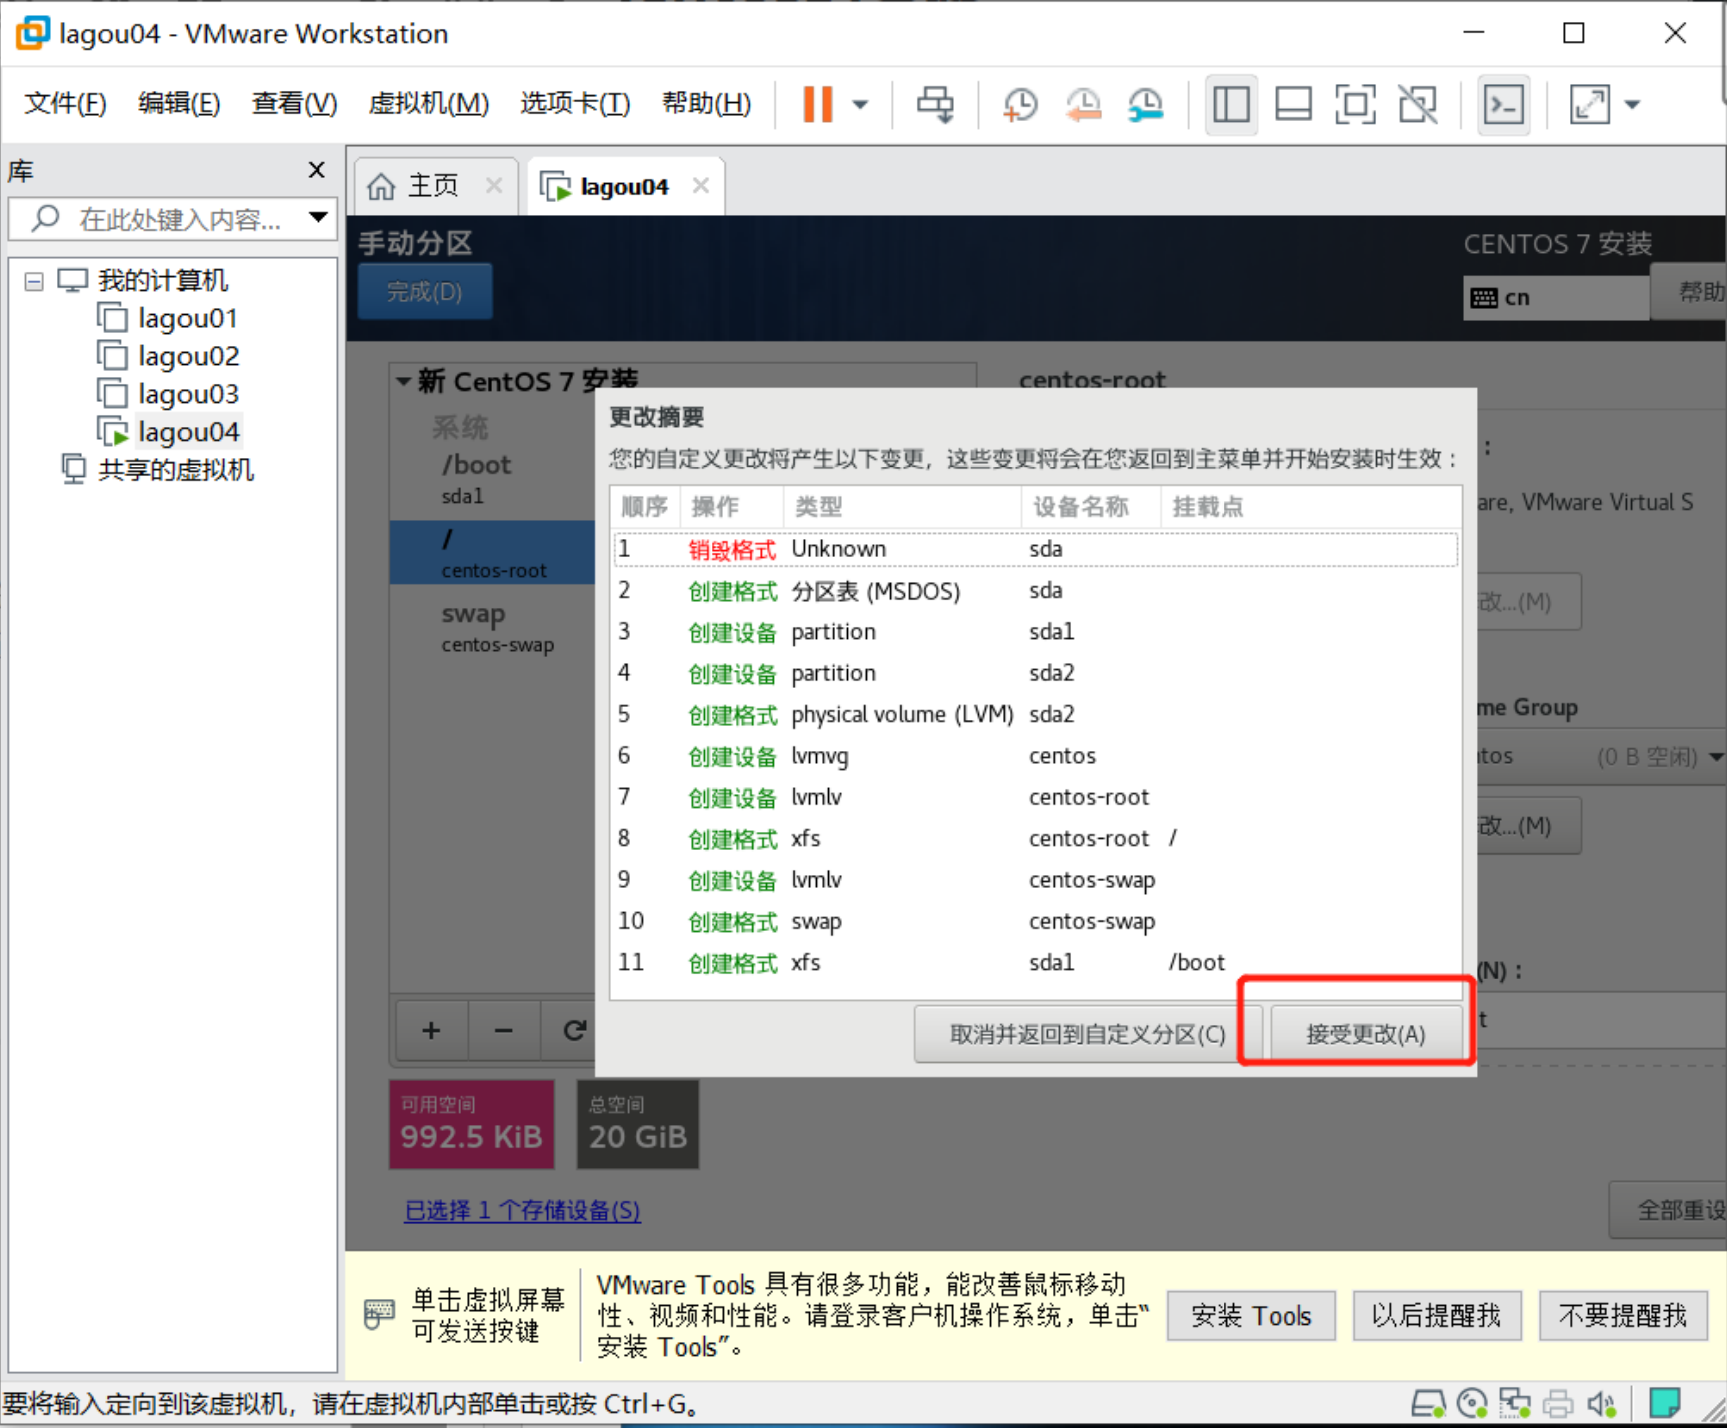 lagou04 - VMware Workstation
文件(F) 编辑(E) 查看(V) 虚拟机(M) 选项卡(T) 帮助(H)
库
在此处键入内容...
我的计算机
lagou01
lagou02
lagou03
lagou04
共享的虚拟机
主页
lagou04
手动分区
完成(D)
CENTOS 7 安装
cn
帮助
新 CentOS 7 安装
系统
/boot
sda1
/
centos-root
swap
centos-swap
centos-root
更改摘要
您的自定义更改将产生以下变更，这些变更将会在您返回到主菜单并开始安装时生效：
顺序 操作 类型 设备名称 挂载点
1 销毁格式 Unknown sda
2 创建格式 分区表 (MSDOS) sda
3 创建设备 partition sda1
4 创建设备 partition sda2
5 创建格式 physical volume (LVM) sda2
6 创建设备 lvmvg centos
7 创建设备 lvmlv centos-root
8 创建格式 xfs centos-root /
9 创建设备 lvmlv centos-swap
10 创建格式 swap centos-swap
11 创建格式 xfs sda1 /boot
取消并返回到自定义分区(C) 接受更改(A)
:
are, VMware Virtual S
改...(M)
me Group
tos (0 B 空闲)
改...(M)
(N) :
t
可用空间
992.5 KiB
总空间
20 GiB
已选择 1 个存储设备(S)
全部重设
单击虚拟屏幕
可发送按键
VMware Tools 具有很多功能，能改善鼠标移动
性、视频和性能。请登录客户机操作系统，单击“
安装 Tools”。
安装 Tools
以后提醒我
不要提醒我
要将输入定向到该虚拟机，请在虚拟机内部单击或按 Ctrl+G。